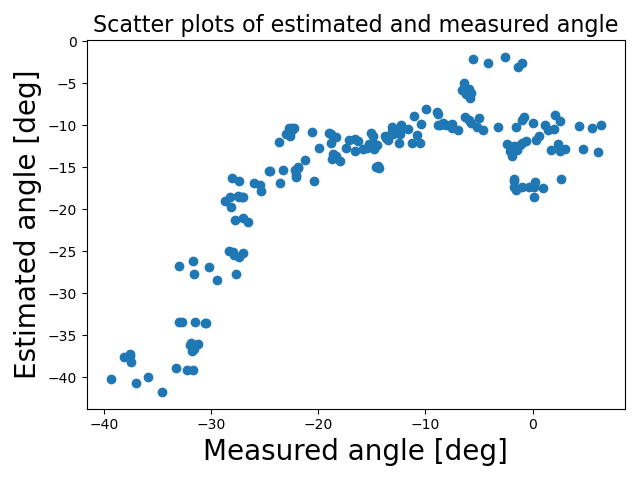 Scatter plots of estimated and measured angle
0
−5
−10
−15
−20
−25
−30
−35
−40
Estimated angle [deg]
−40 −30 −20 −10 0
Measured angle [deg]